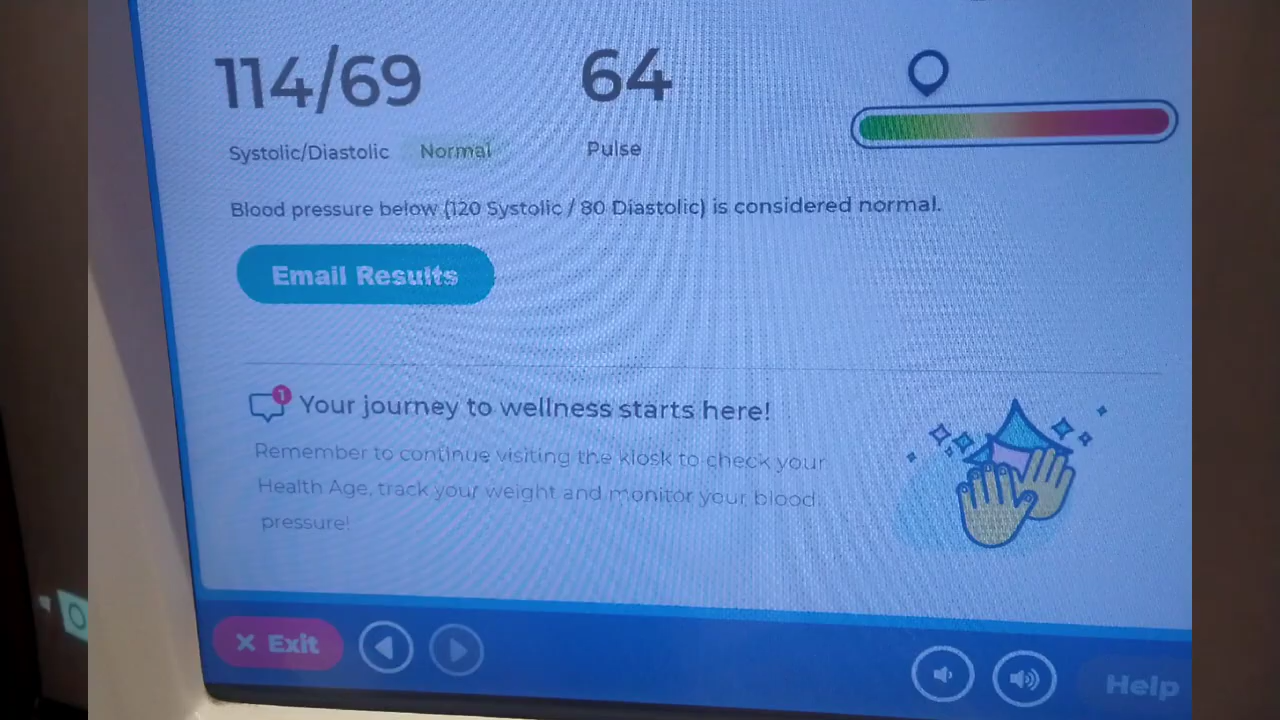 114/69
64
Systolic/Diastolic Normal
Pulse
Blood pressure below (120 Systolic / 80 Diastolic) is considered normal.
Email Results
1
Your journey to wellness starts here!
Remember to continue visiting the kiosk to check your
Health Age, track your weight and monitor your blood
pressure!
X Exit
Help